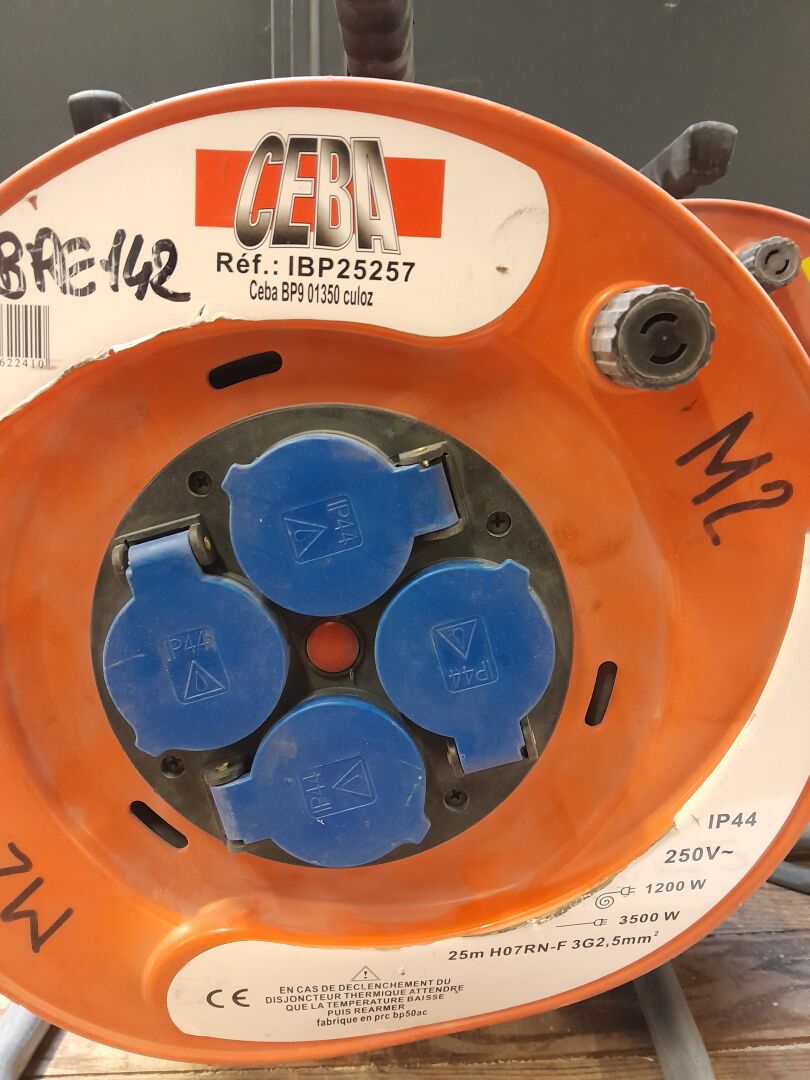 CEBA
Réf.: IBP25257
Ceba BP9 01350 culoz
BAE142
622410
M2
IP44
IP44
IP44
IP44
M2
IP44
250V~
1200 W
3500 W
25m H07RN-F 3G2,5mm²
CE
EN CAS DE DECLENCHEMENT DU
DISJONCTEUR THERMIQUE ATTENDRE
QUE LA TEMPERATURE BAISSE
PUIS REARMER
fabrique en prc bp50ac